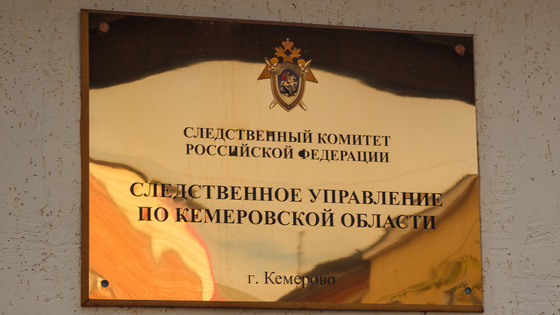 СЛЕДСТВЕННЫЙ КОМИТЕТ
РОССИЙСКОЙ ФЕДЕРАЦИИ
СЛЕДСТВЕННОЕ УПРАВЛЕНИЕ
ПО КЕМЕРОВСКОЙ ОБЛАСТИ
г. Кемерово